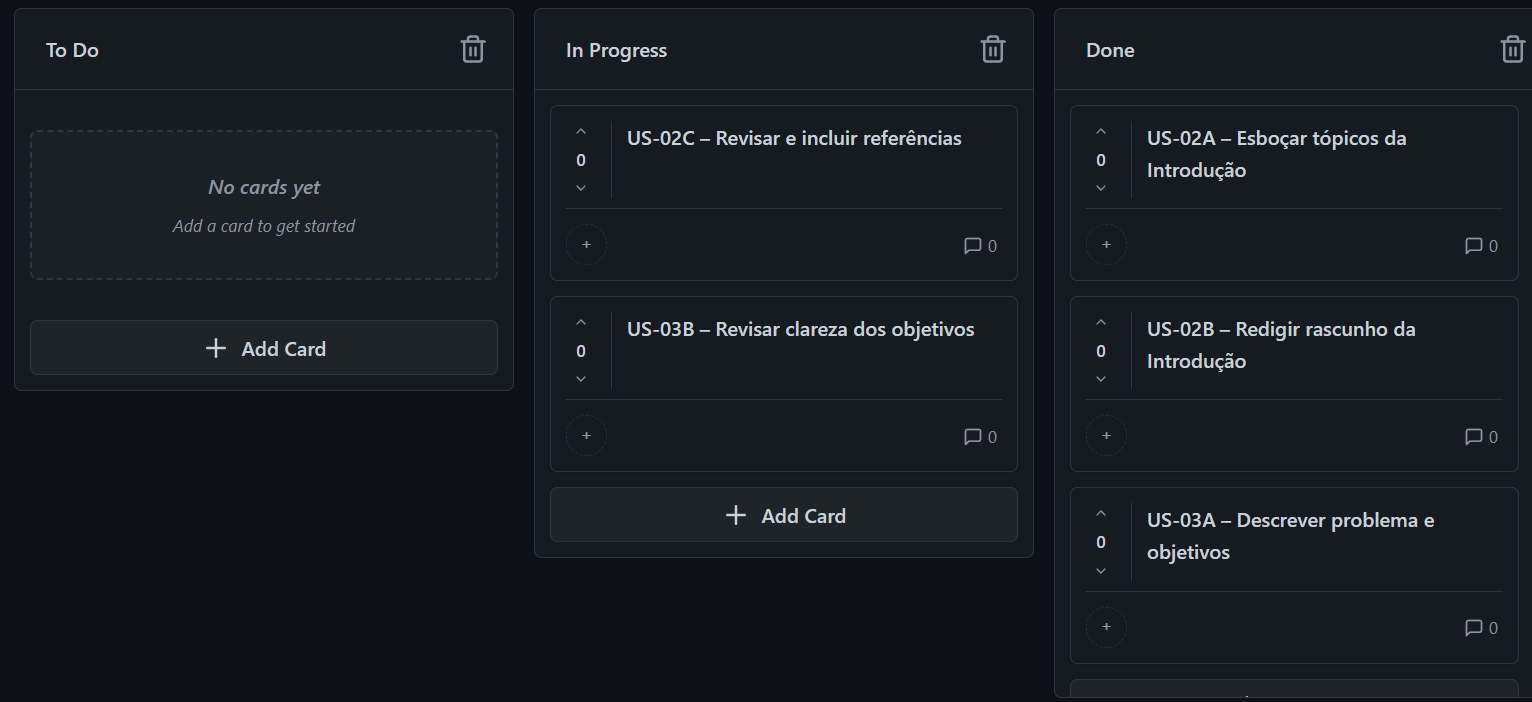 To Do
No cards yet
Add a card to get started
Add Card
In Progress
0
US-02C – Revisar e incluir referências
+
0
0
US-03B – Revisar clareza dos objetivos
+
0
Add Card
Done
0
US-02A – Esboçar tópicos da
Introdução
+
0
0
US-02B – Redigir rascunho da
Introdução
+
0
0
US-03A – Descrever problema e
objetivos
+
0